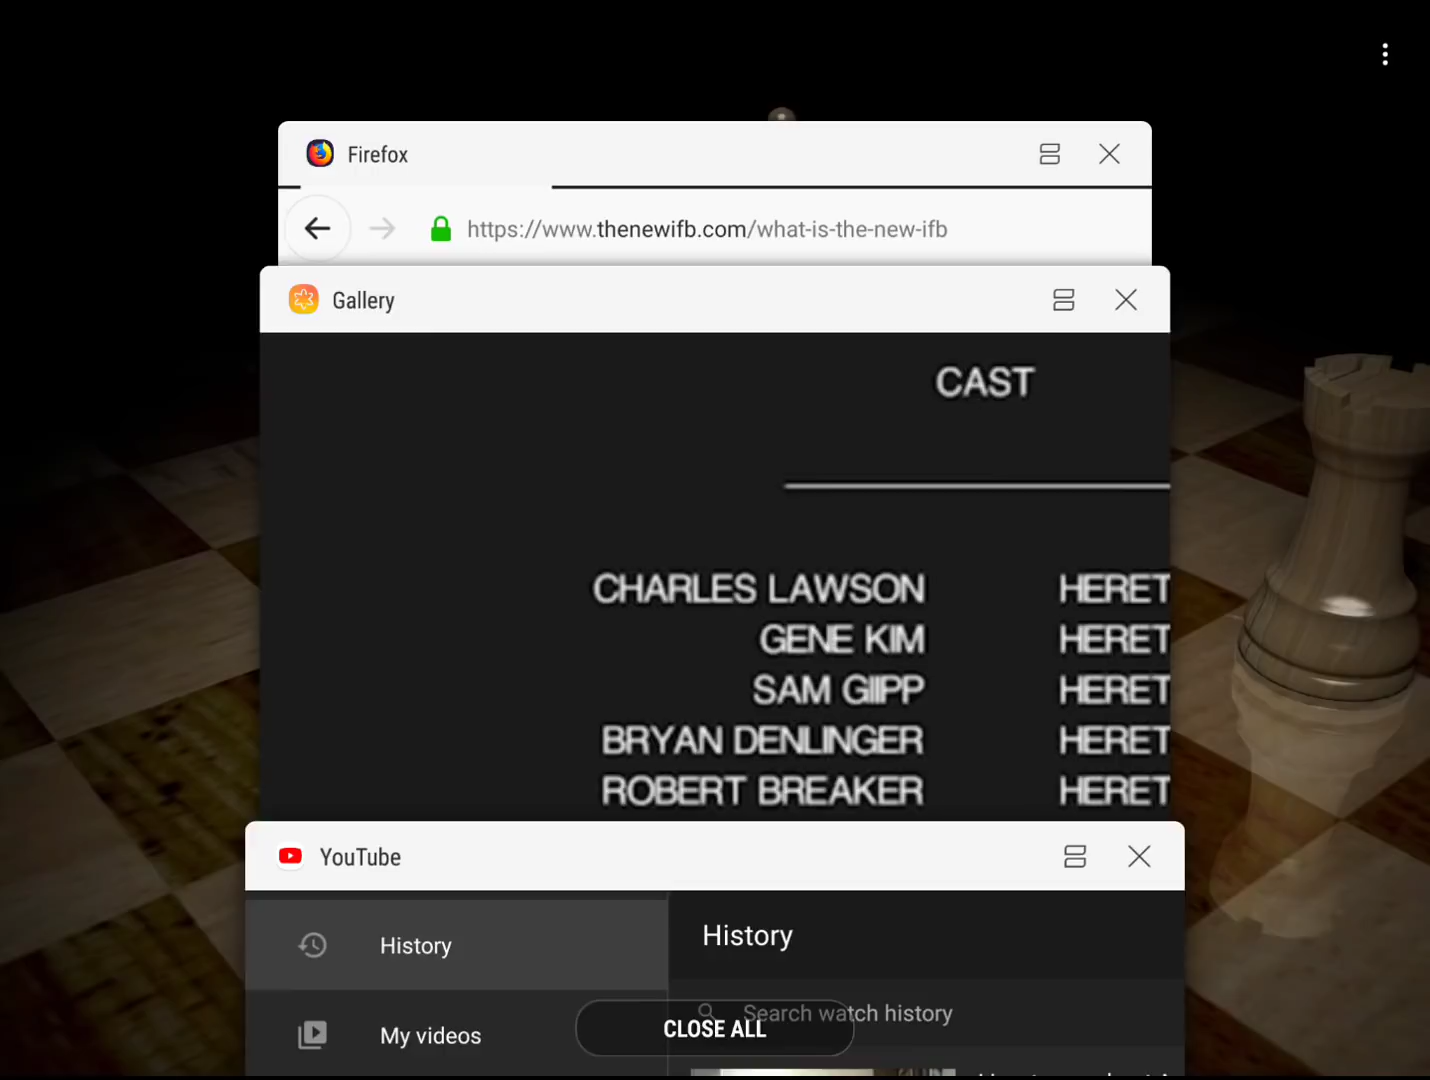 Firefox
https://www.thenewifb.com/what-is-the-new-ifb
Gallery
CAST
CHARLES LAWSON HERET
GENE KIM HERET
SAM GIIPP HERET
BRYAN DENLINGER HERET
ROBERT BREAKER HERET
YouTube
History
History
Search watch history
My videos
CLOSE ALL